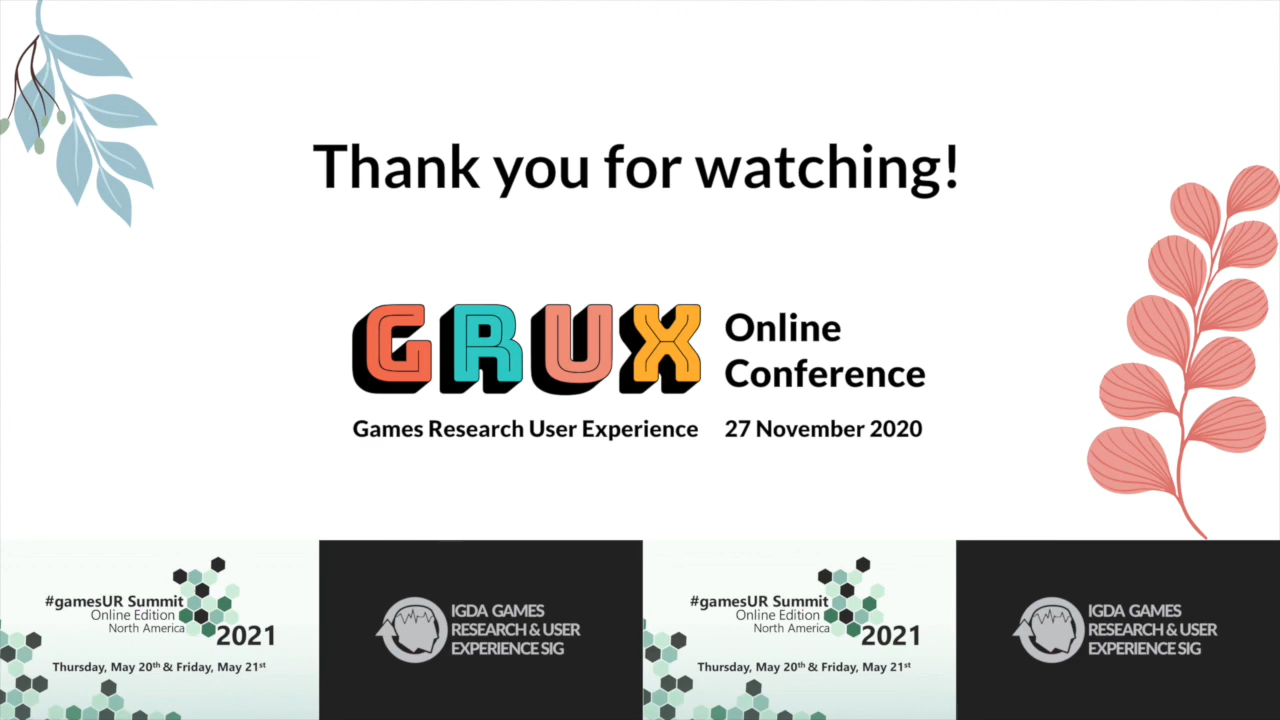 Thank you for watching!
GRUX
Online
Conference
Games Research User Experience
27 November 2020
#gamesUR Summit
Online Edition
North America
2021
Thursday, May 20th & Friday, May 21st
IGDA GAMES
RESEARCH & USER
EXPERIENCE SIG
#gamesUR Summit
Online Edition
North America
2021
Thursday, May 20th & Friday, May 21st
IGDA GAMES
RESEARCH & USER
EXPERIENCE SIG